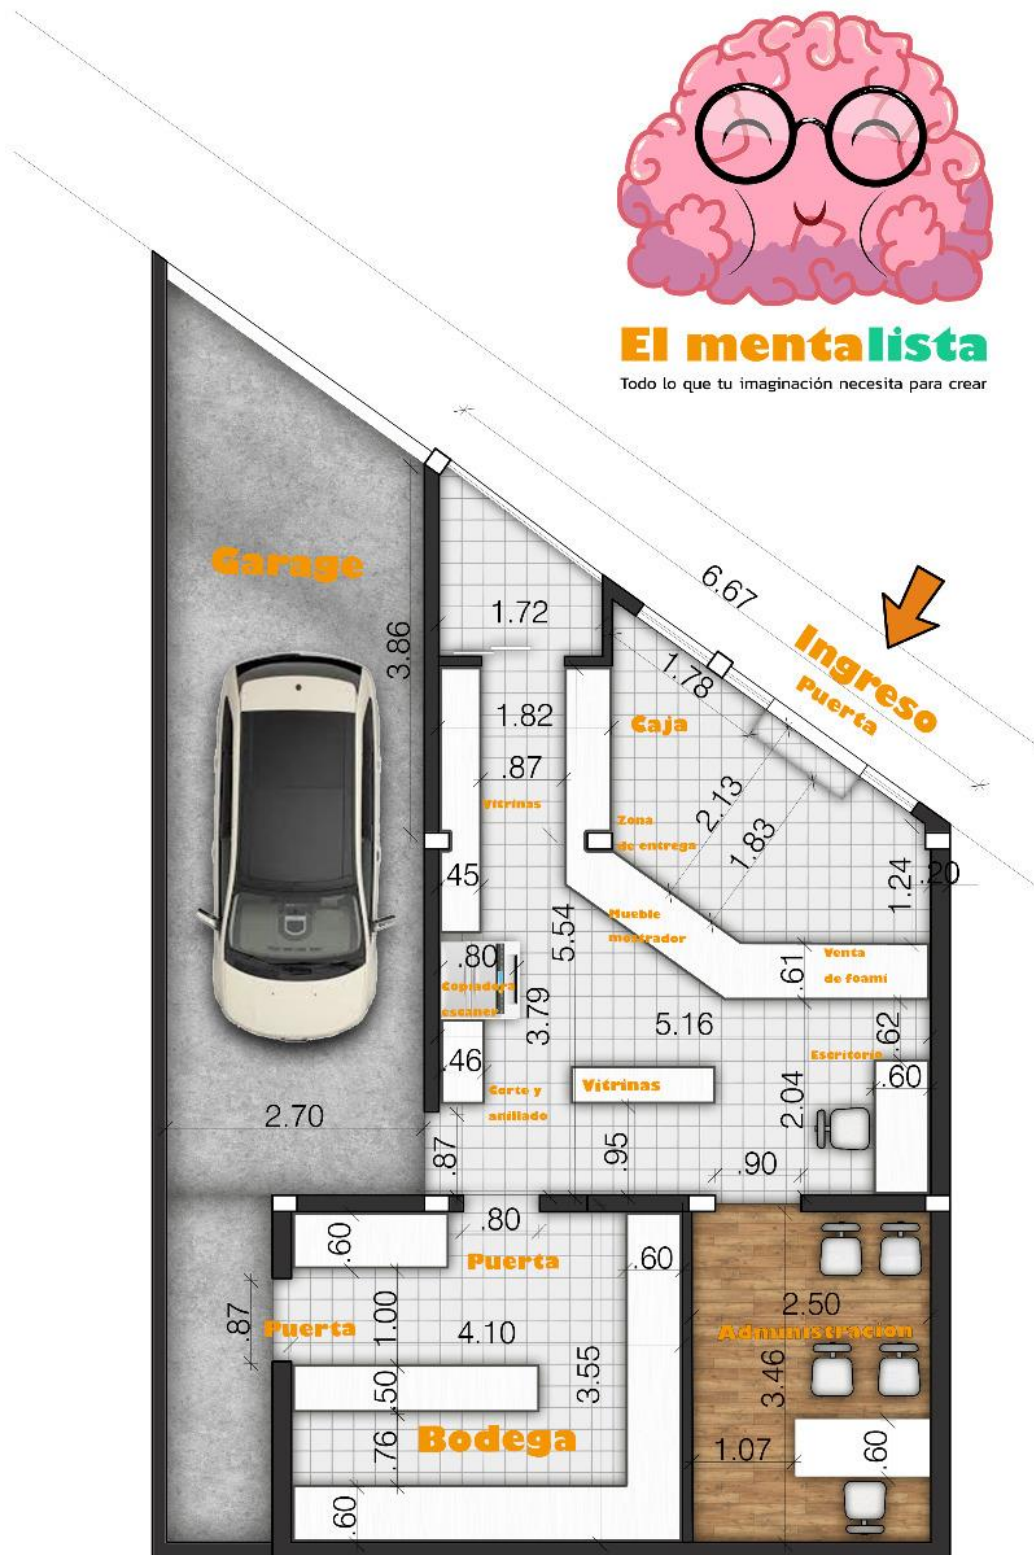 El mentalista
Todo lo que tu imaginación necesita para crear
6.67
Ingreso
Puerta
Garage
1.72
3.86
1.78
1.82
Caja
.87
Vitrinas
2.13
Zona
de entrega
1.83
.45
1.24
.20
Mueble
mostrador
5.54
.80
Venta
de foami
.61
Copiadora
escaner
3.79
5.16
.62
.46
Escritorio
.60
Vitrinas
Corte y
anillado
2.04
2.70
.87
.95
.90
.80
.60
Puerta
.60
.87
Puerta
1.00
4.10
2.50
Administración
3.55
3.46
.50
Bodega
.76
1.07
.60
.60